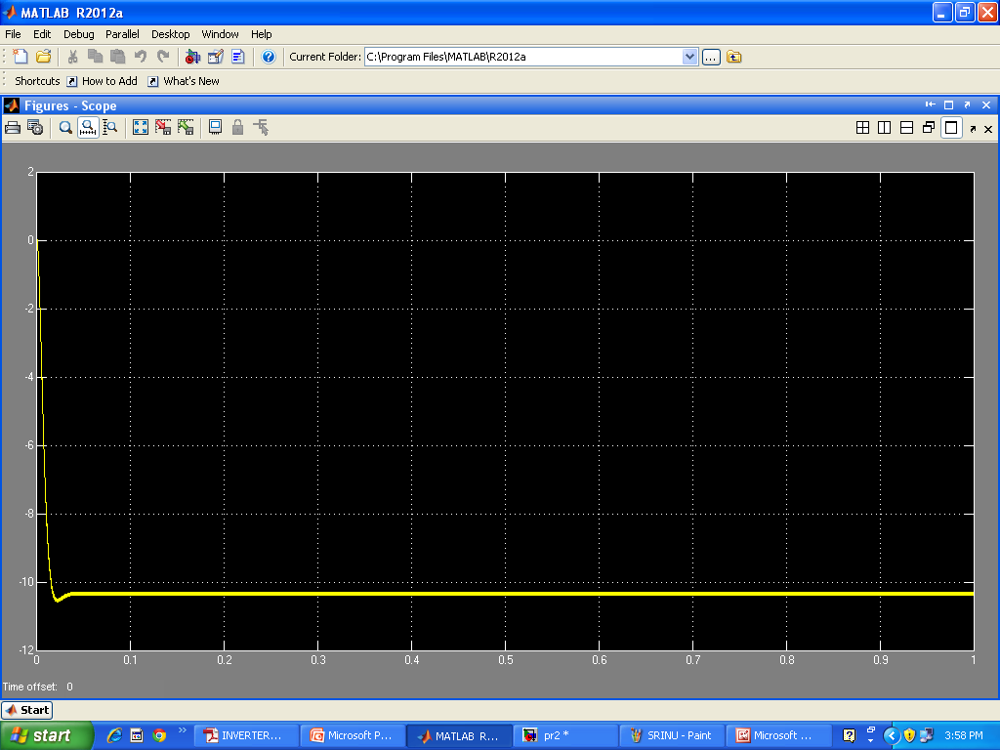 MATLAB R2012a
File Edit Debug Parallel Desktop Window Help
Current Folder: C:\Program Files\MATLAB\R2012a
Shortcuts How to Add What's New
Figures - Scope
2
0
-2
-4
-6
-8
-10
-12
0 0.1 0.2 0.3 0.4 0.5 0.6 0.7 0.8 0.9 1
Time offset: 0
Start
start INVERTER... Microsoft P... MATLAB R... pr2 * SRINU - Paint Microsoft ... 3:58 PM